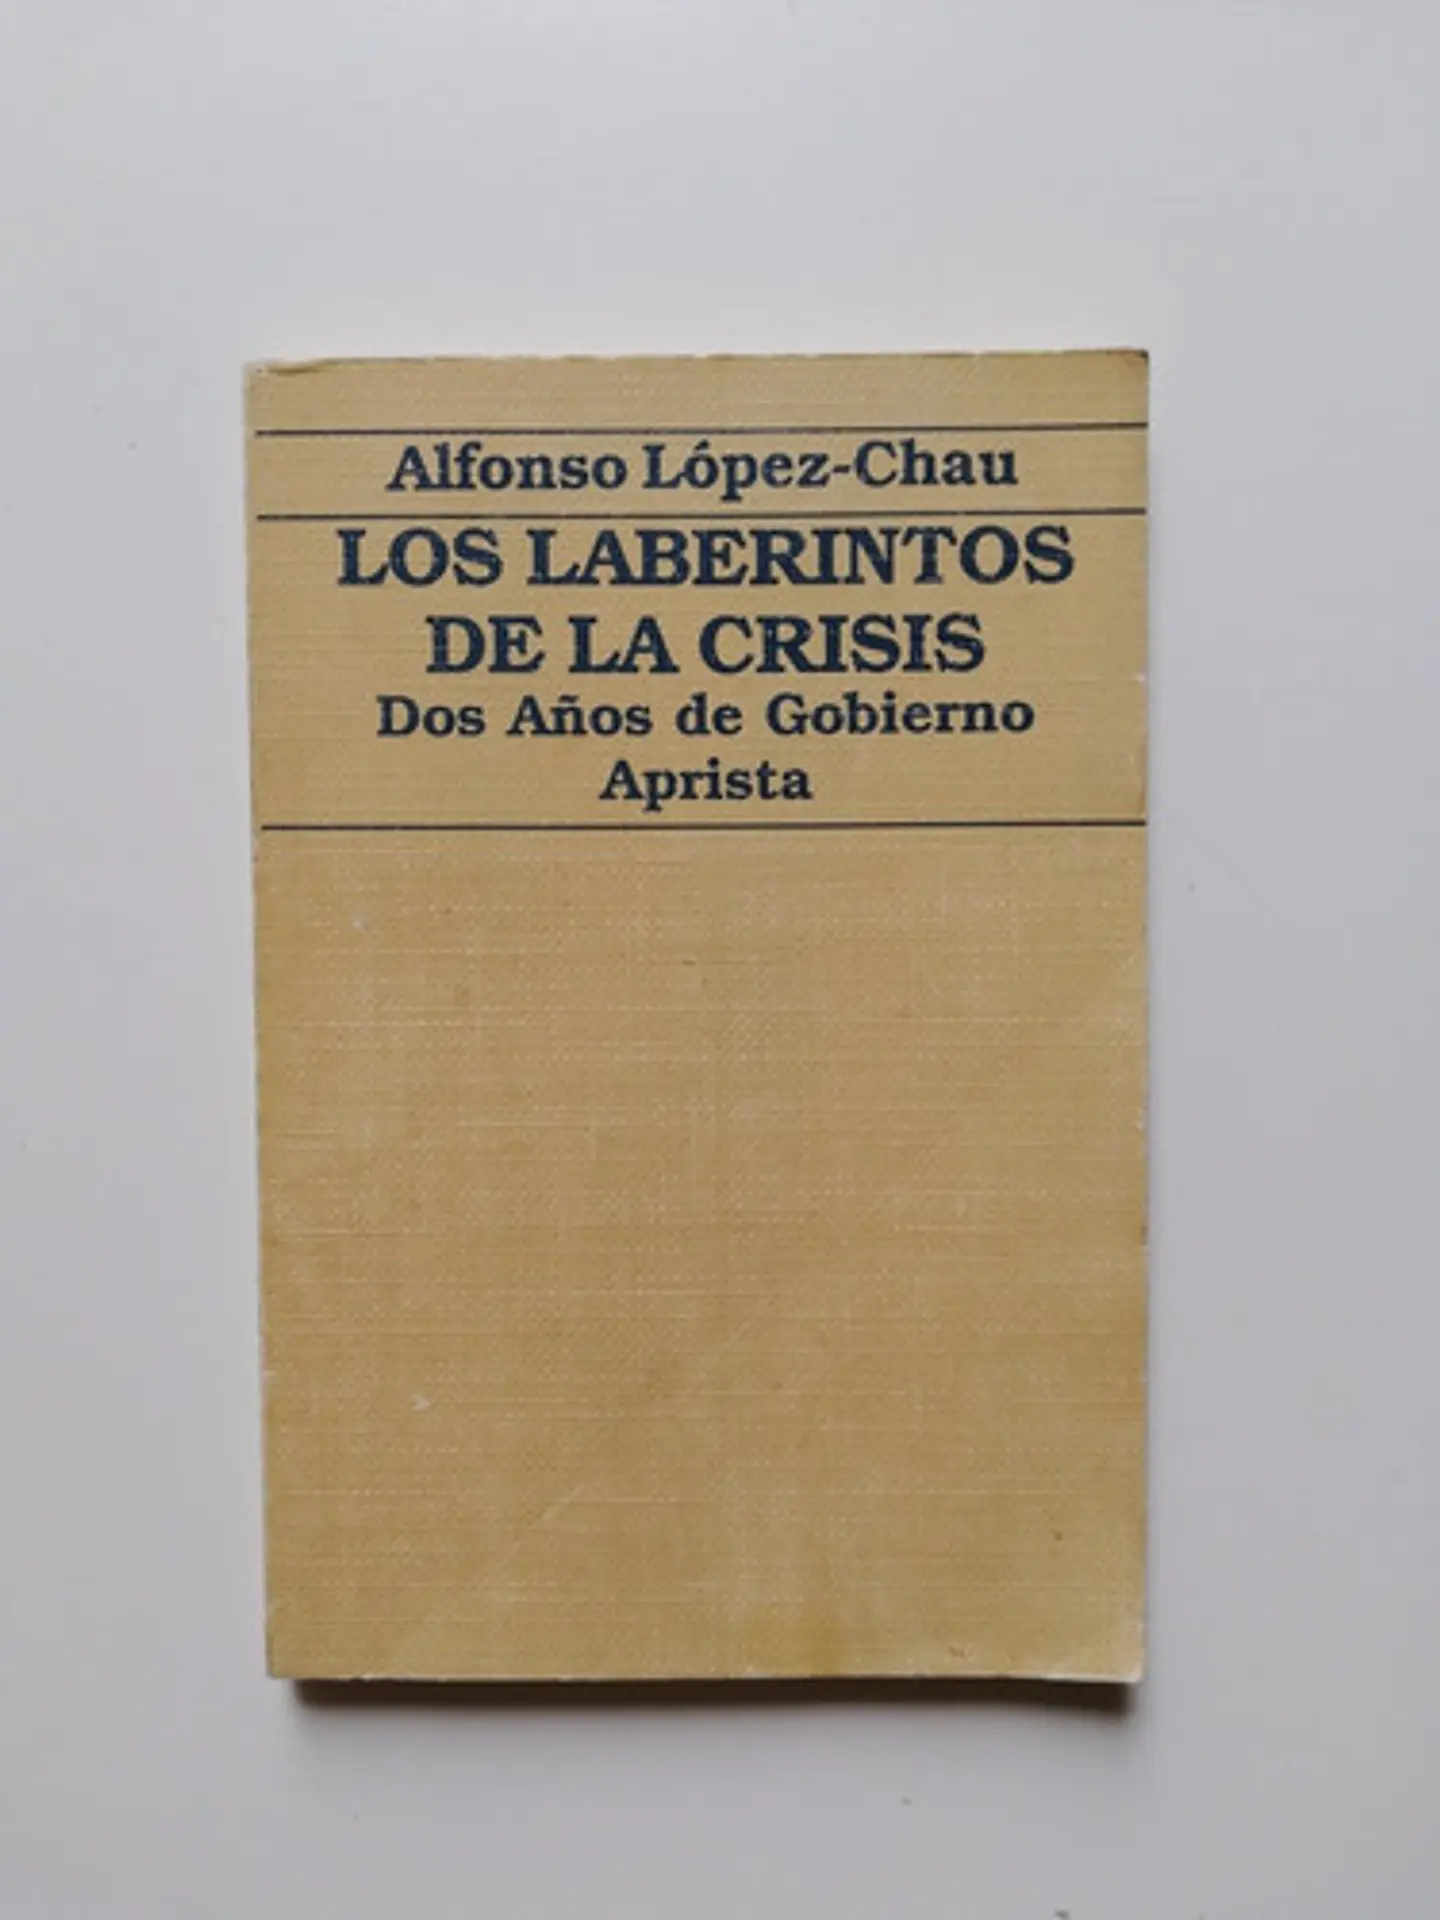 Alfonso López-Chau
LOS LABERINTOS
DE LA CRISIS
Dos Años de Gobierno
Aprista